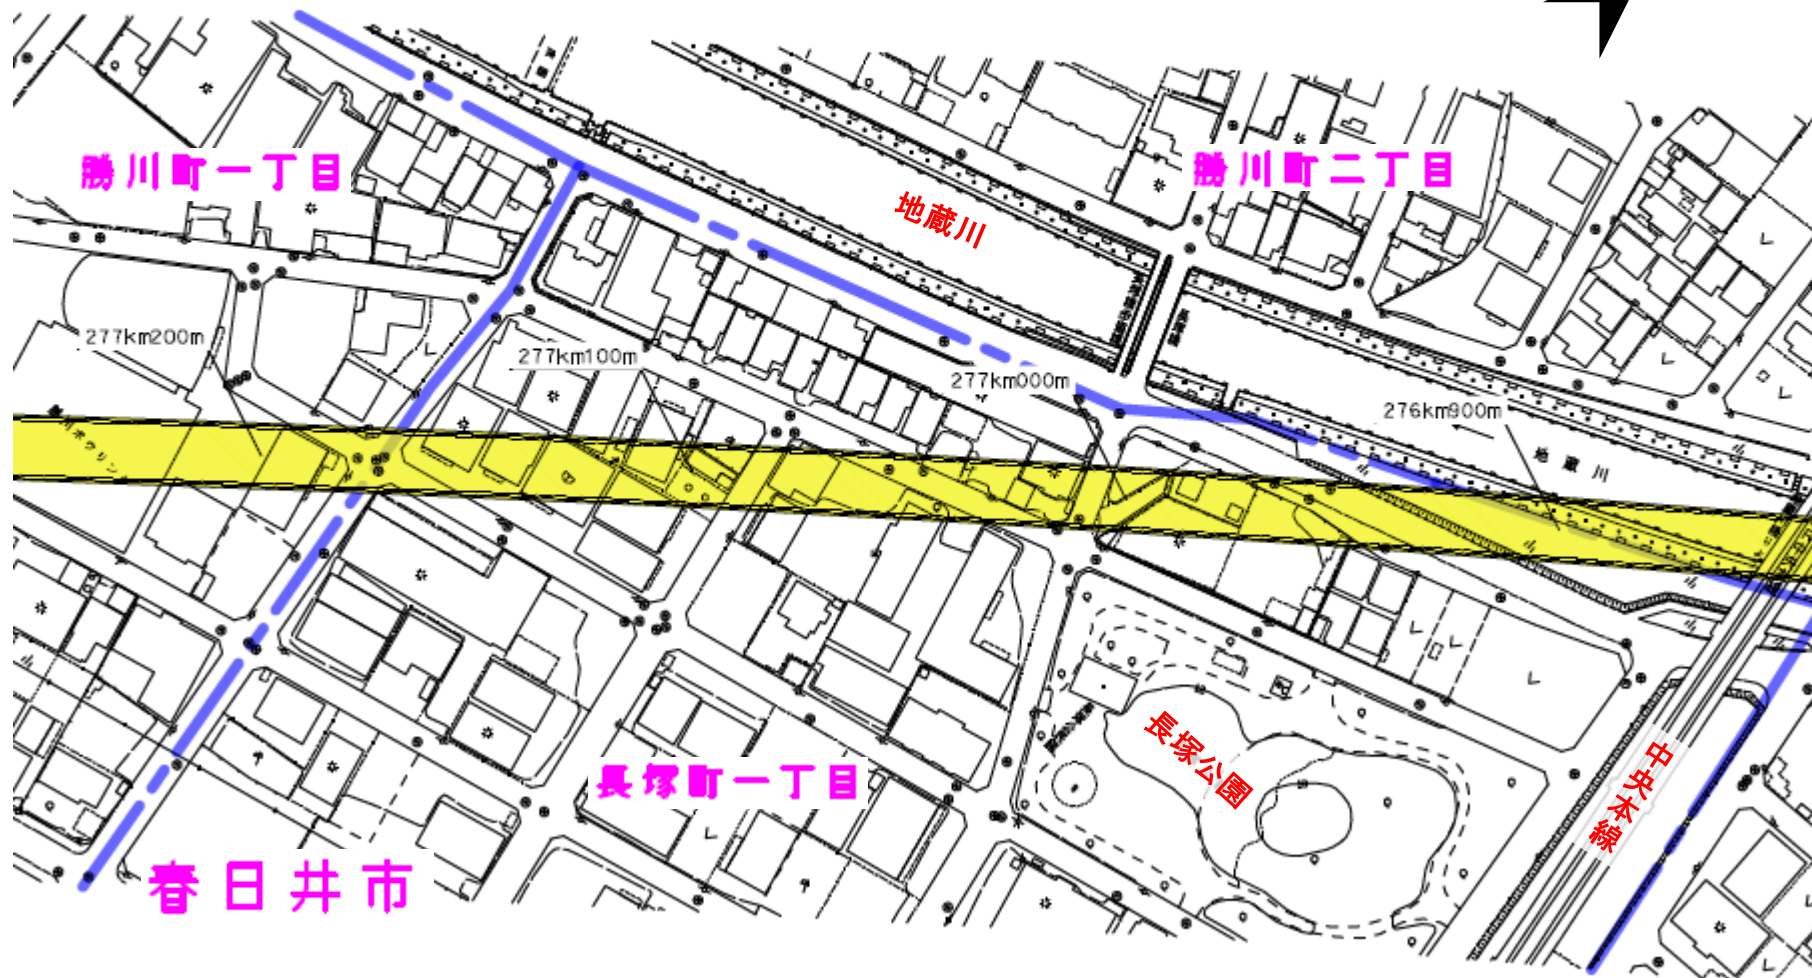 勝川町一丁目
勝川町二丁目
地蔵川
277km200m
277km100m
277km000m
276km900m
地蔵川
長塚公園
中央本線
長塚町一丁目
春日井市